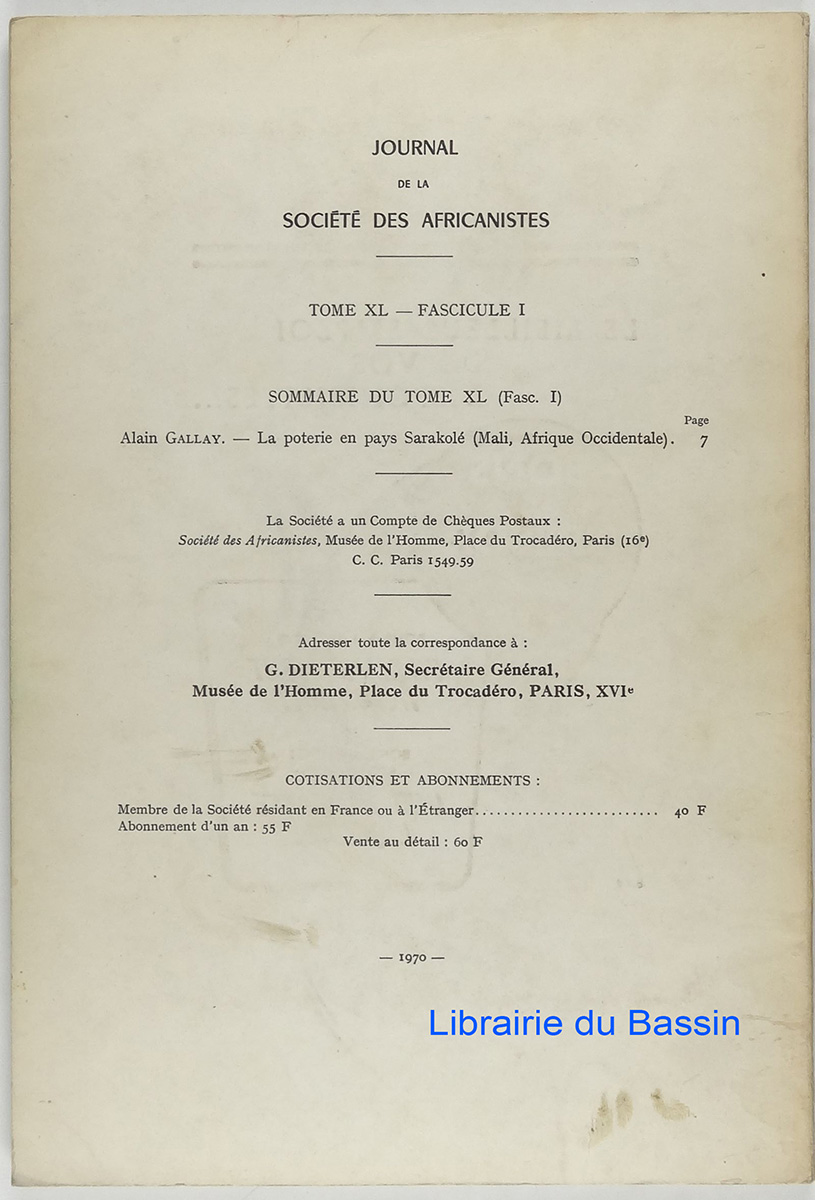 JOURNAL
DE LA
SOCIÉTÉ DES AFRICANISTES
TOME XL — FASCICULE I
SOMMAIRE DU TOME XL (Fasc. I)
Page
Alain GALLAY. — La poterie en pays Sarakolé (Mali, Afrique Occidentale). 7
La Société a un Compte de Chèques Postaux :
Société des Africanistes, Musée de l'Homme, Place du Trocadéro, Paris (16e)
C. C. Paris 1549.59
Adresser toute la correspondance à :
G. DIETERLEN, Secrétaire Général,
Musée de l'Homme, Place du Trocadéro, PARIS, XVIe
COTISATIONS ET ABONNEMENTS :
Membre de la Société résidant en France ou à l'Étranger.......................... 40 F
Abonnement d'un an : 55 F
Vente au détail : 60 F
— 1970 —
Librairie du Bassin